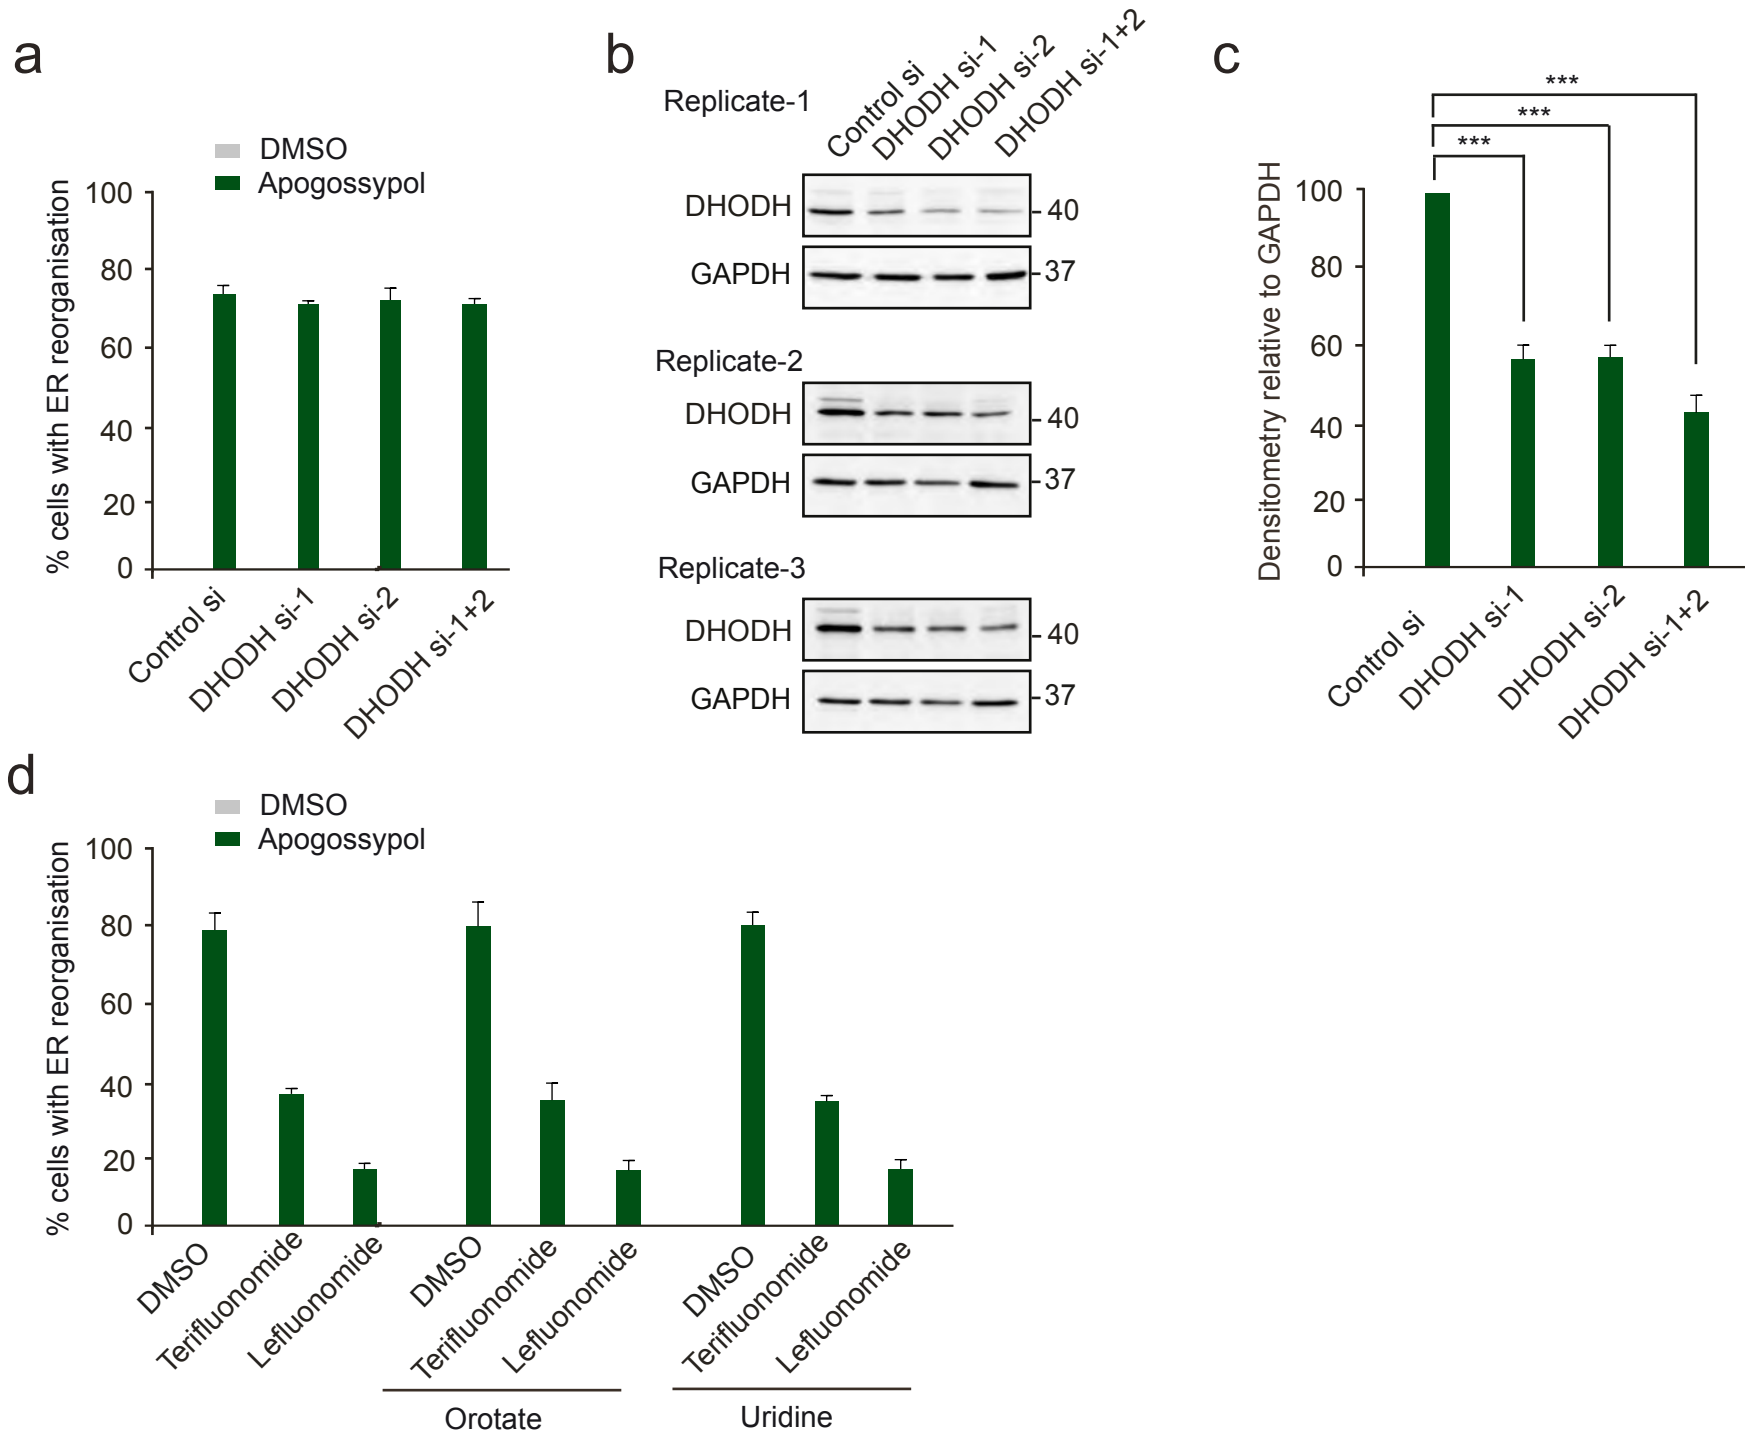 a
DMSO
Apogossypol
% cells with ER reorganisation
100
80
60
40
20
0
Control si
DHODH si-1
DHODH si-2
DHODH si-1+2
b
Replicate-1
Control si
DHODH si-1
DHODH si-2
DHODH si-1+2
DHODH
40
GAPDH
37
Replicate-2
DHODH
40
GAPDH
37
Replicate-3
DHODH
40
GAPDH
37
c
***
***
***
Densitometry relative to GAPDH
100
80
60
40
20
0
Control si
DHODH si-1
DHODH si-2
DHODH si-1+2
d
DMSO
Apogossypol
% cells with ER reorganisation
100
80
60
40
20
0
DMSO
Terifluonomide
Lefluonomide
DMSO
Terifluonomide
Lefluonomide
DMSO
Terifluonomide
Lefluonomide
Orotate
Uridine